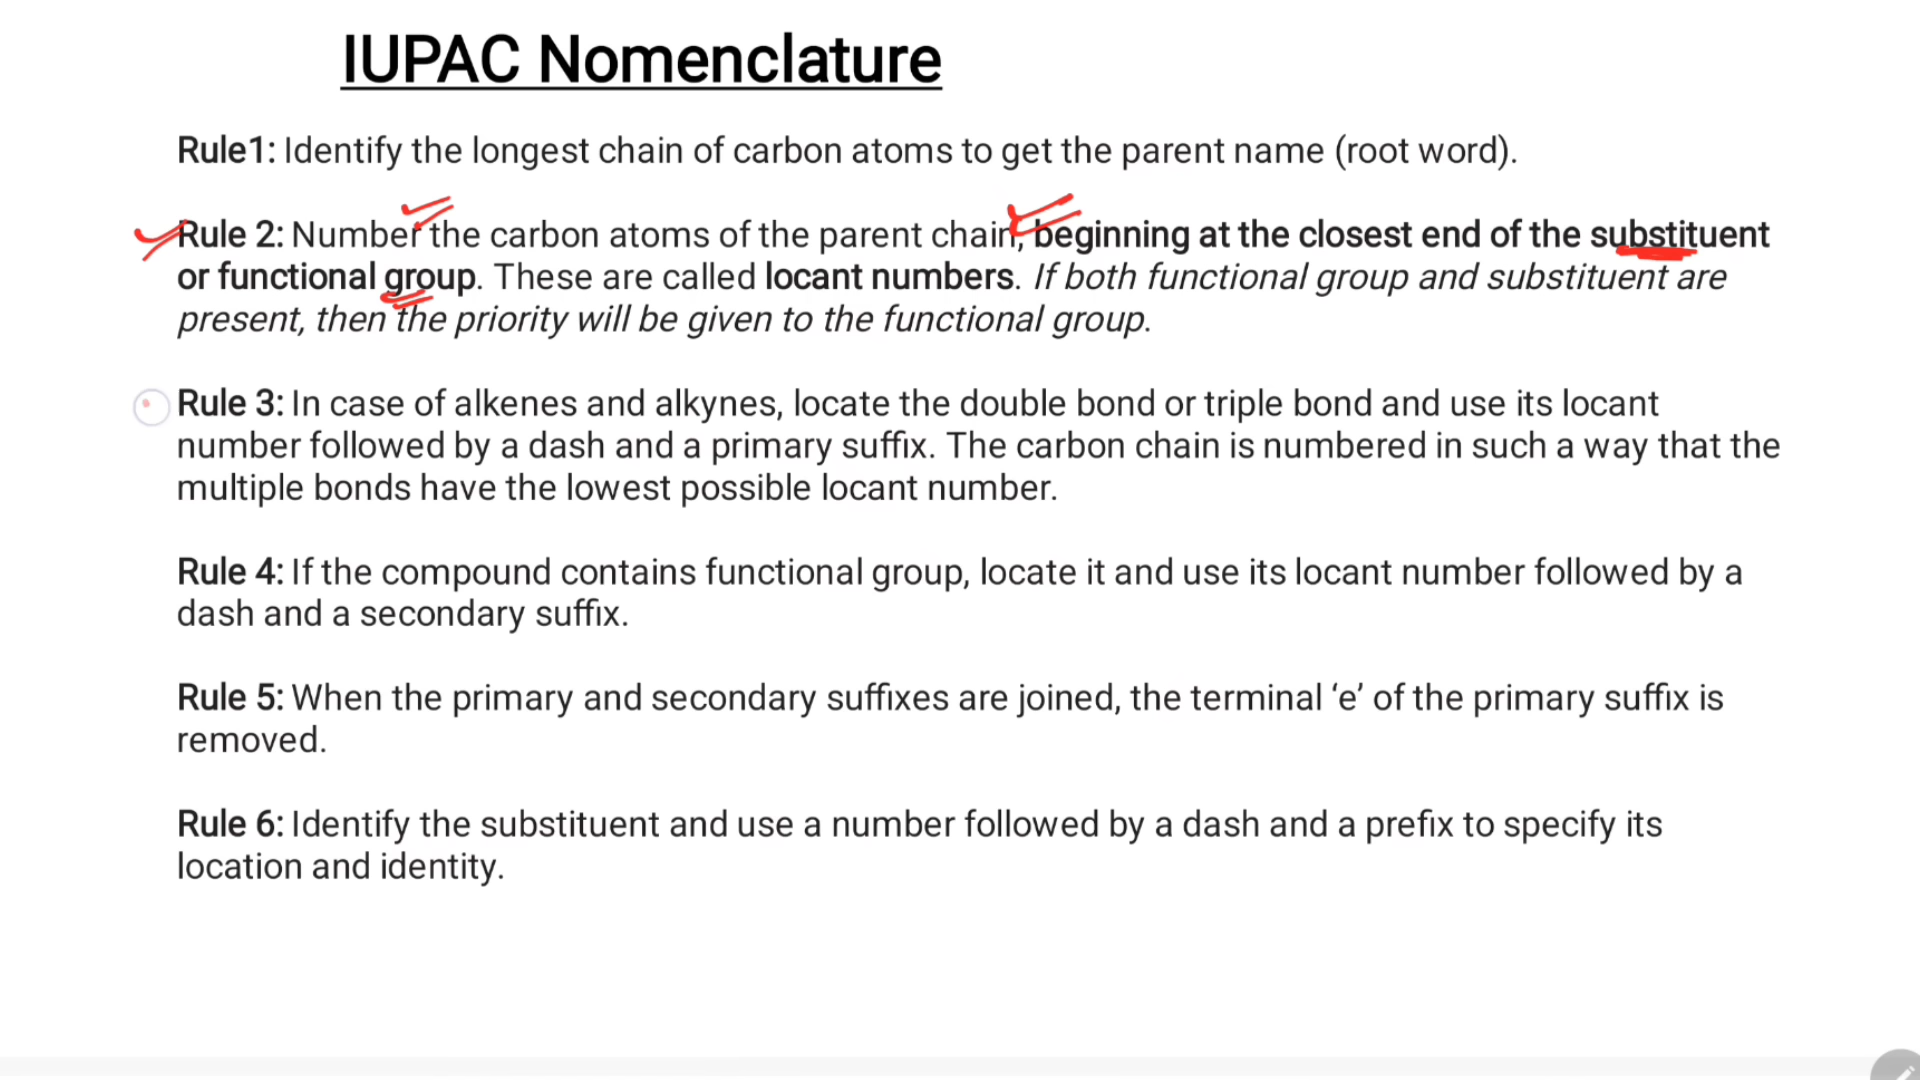 IUPAC Nomenclature
Rule1: Identify the longest chain of carbon atoms to get the parent name (root word).
Rule 2: Number the carbon atoms of the parent chain, beginning at the closest end of the substituent
or functional group. These are called locant numbers. If both functional group and substituent are
present, then the priority will be given to the functional group.
Rule 3: In case of alkenes and alkynes, locate the double bond or triple bond and use its locant
number followed by a dash and a primary suffix. The carbon chain is numbered in such a way that the
multiple bonds have the lowest possible locant number.
Rule 4: If the compound contains functional group, locate it and use its locant number followed by a
dash and a secondary suffix.
Rule 5: When the primary and secondary suffixes are joined, the terminal ‘e’ of the primary suffix is
removed.
Rule 6: Identify the substituent and use a number followed by a dash and a prefix to specify its
location and identity.